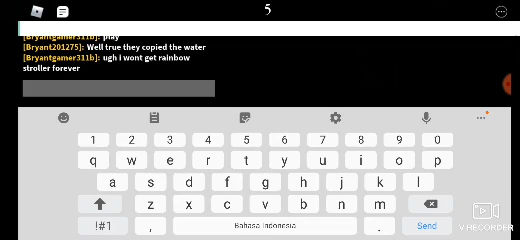 5
[Bryantgamer311b]: play
[Bryant201275]: Well true they copied the water
[Bryantgamer311b]: ugh i wont get rainbow
stroller forever
1 2 3 4 5 6 7 8 9 0
q w e r t y u i o p
a s d f g h j k l
z x c v b n m
!#1 , Bahasa Indonesia . Send
V RECORDER